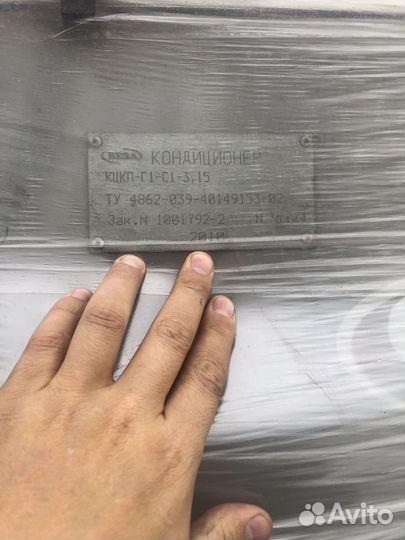 ВЕЗА КОНДИЦИОНЕР
КЦКП-Г1-С1-3,15
ТУ 4862-039-40149153-02
Зак.N 1001792-2 N
2010
Avito